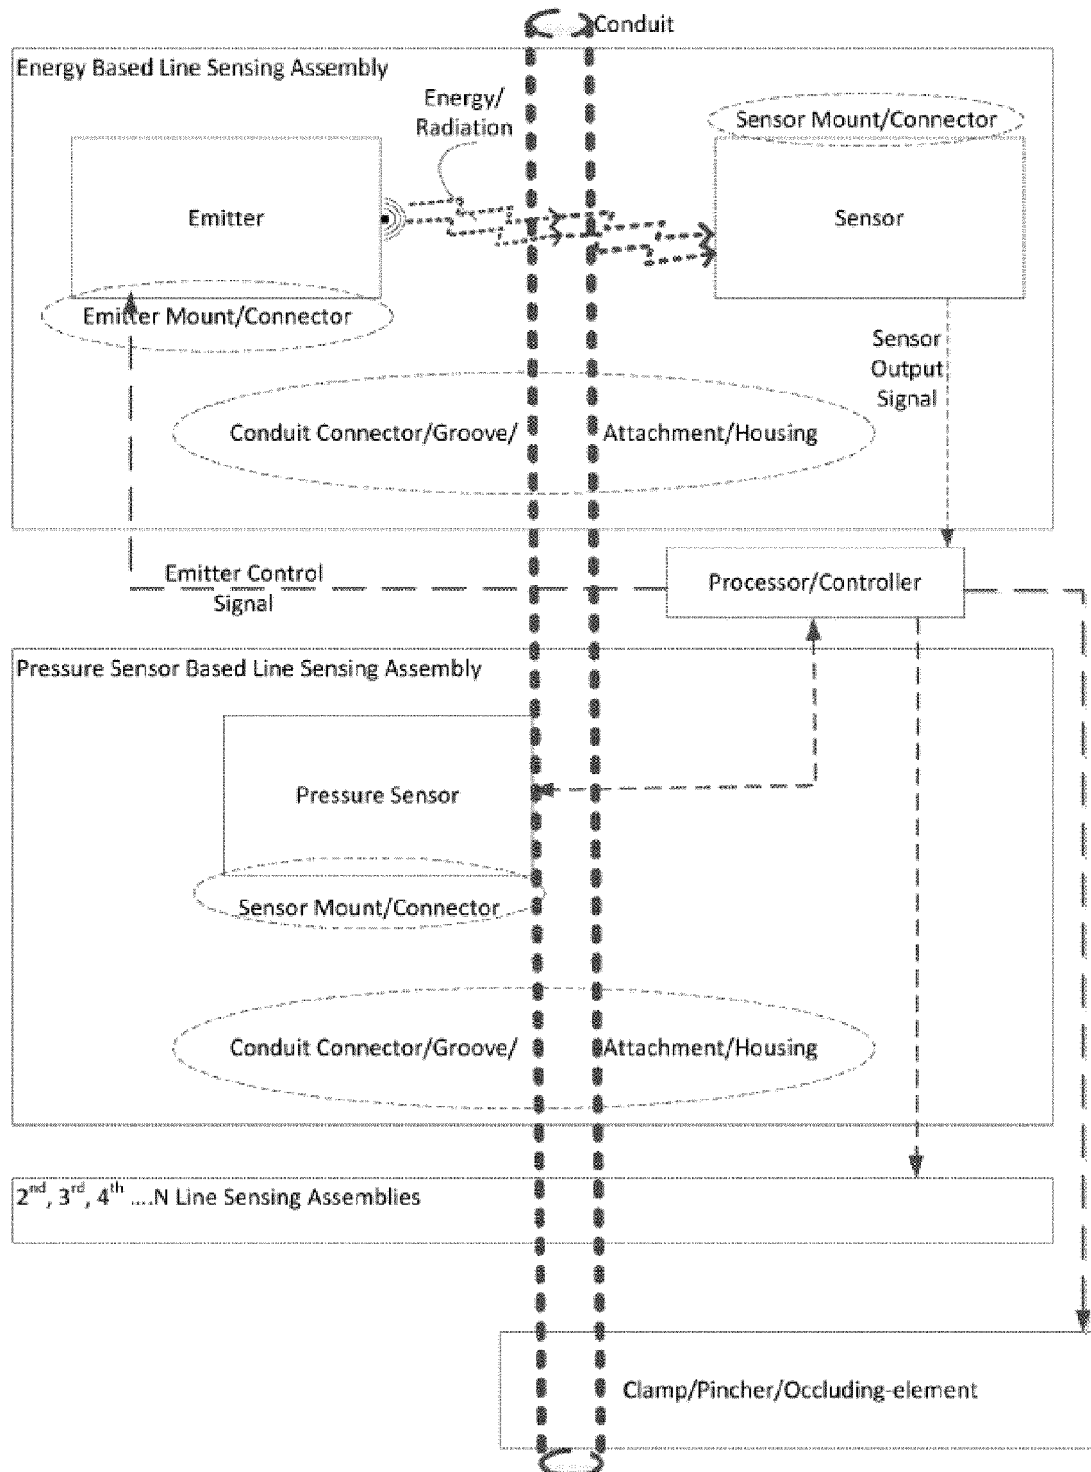 Conduit
Energy Based Line Sensing Assembly
Energy/
Radiation
Sensor Mount/Connector
Emitter
Sensor
Emitter Mount/Connector
Sensor
Output
Signal
Conduit Connector/Groove/ Attachment/Housing
Emitter Control
Signal
Processor/Controller
Pressure Sensor Based Line Sensing Assembly
Pressure Sensor
Sensor Mount/Connector
Conduit Connector/Groove/ Attachment/Housing
2nd, 3rd, 4th ....N Line Sensing Assemblies
Clamp/Pincher/Occluding-element